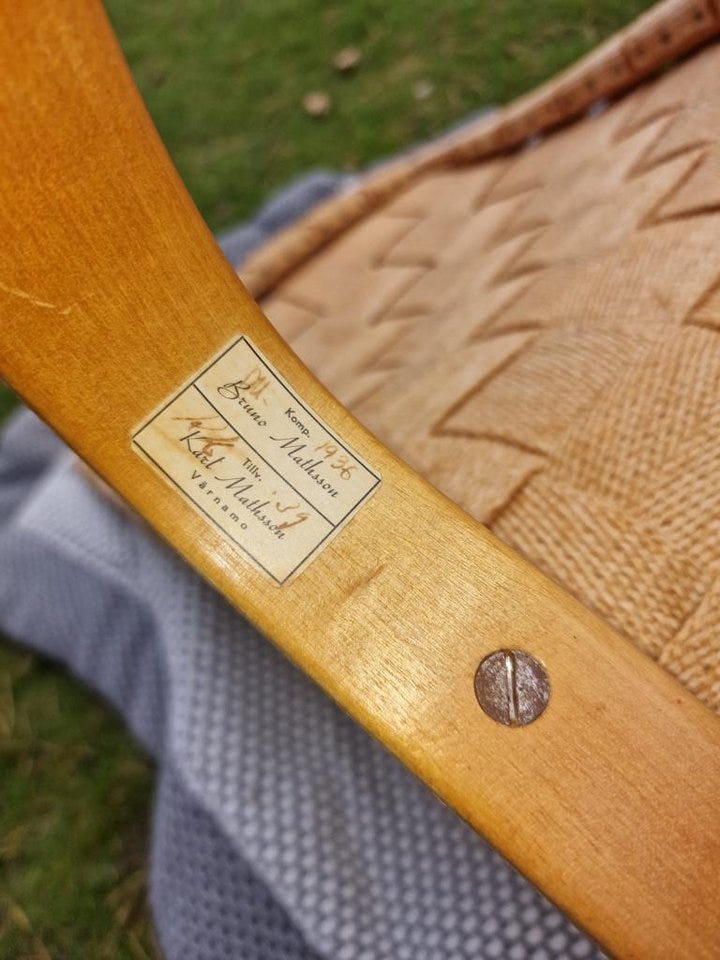 Komp. 1936
Bruno Mathsson
Tillv. '39
Karl Mathsson
Värnamo